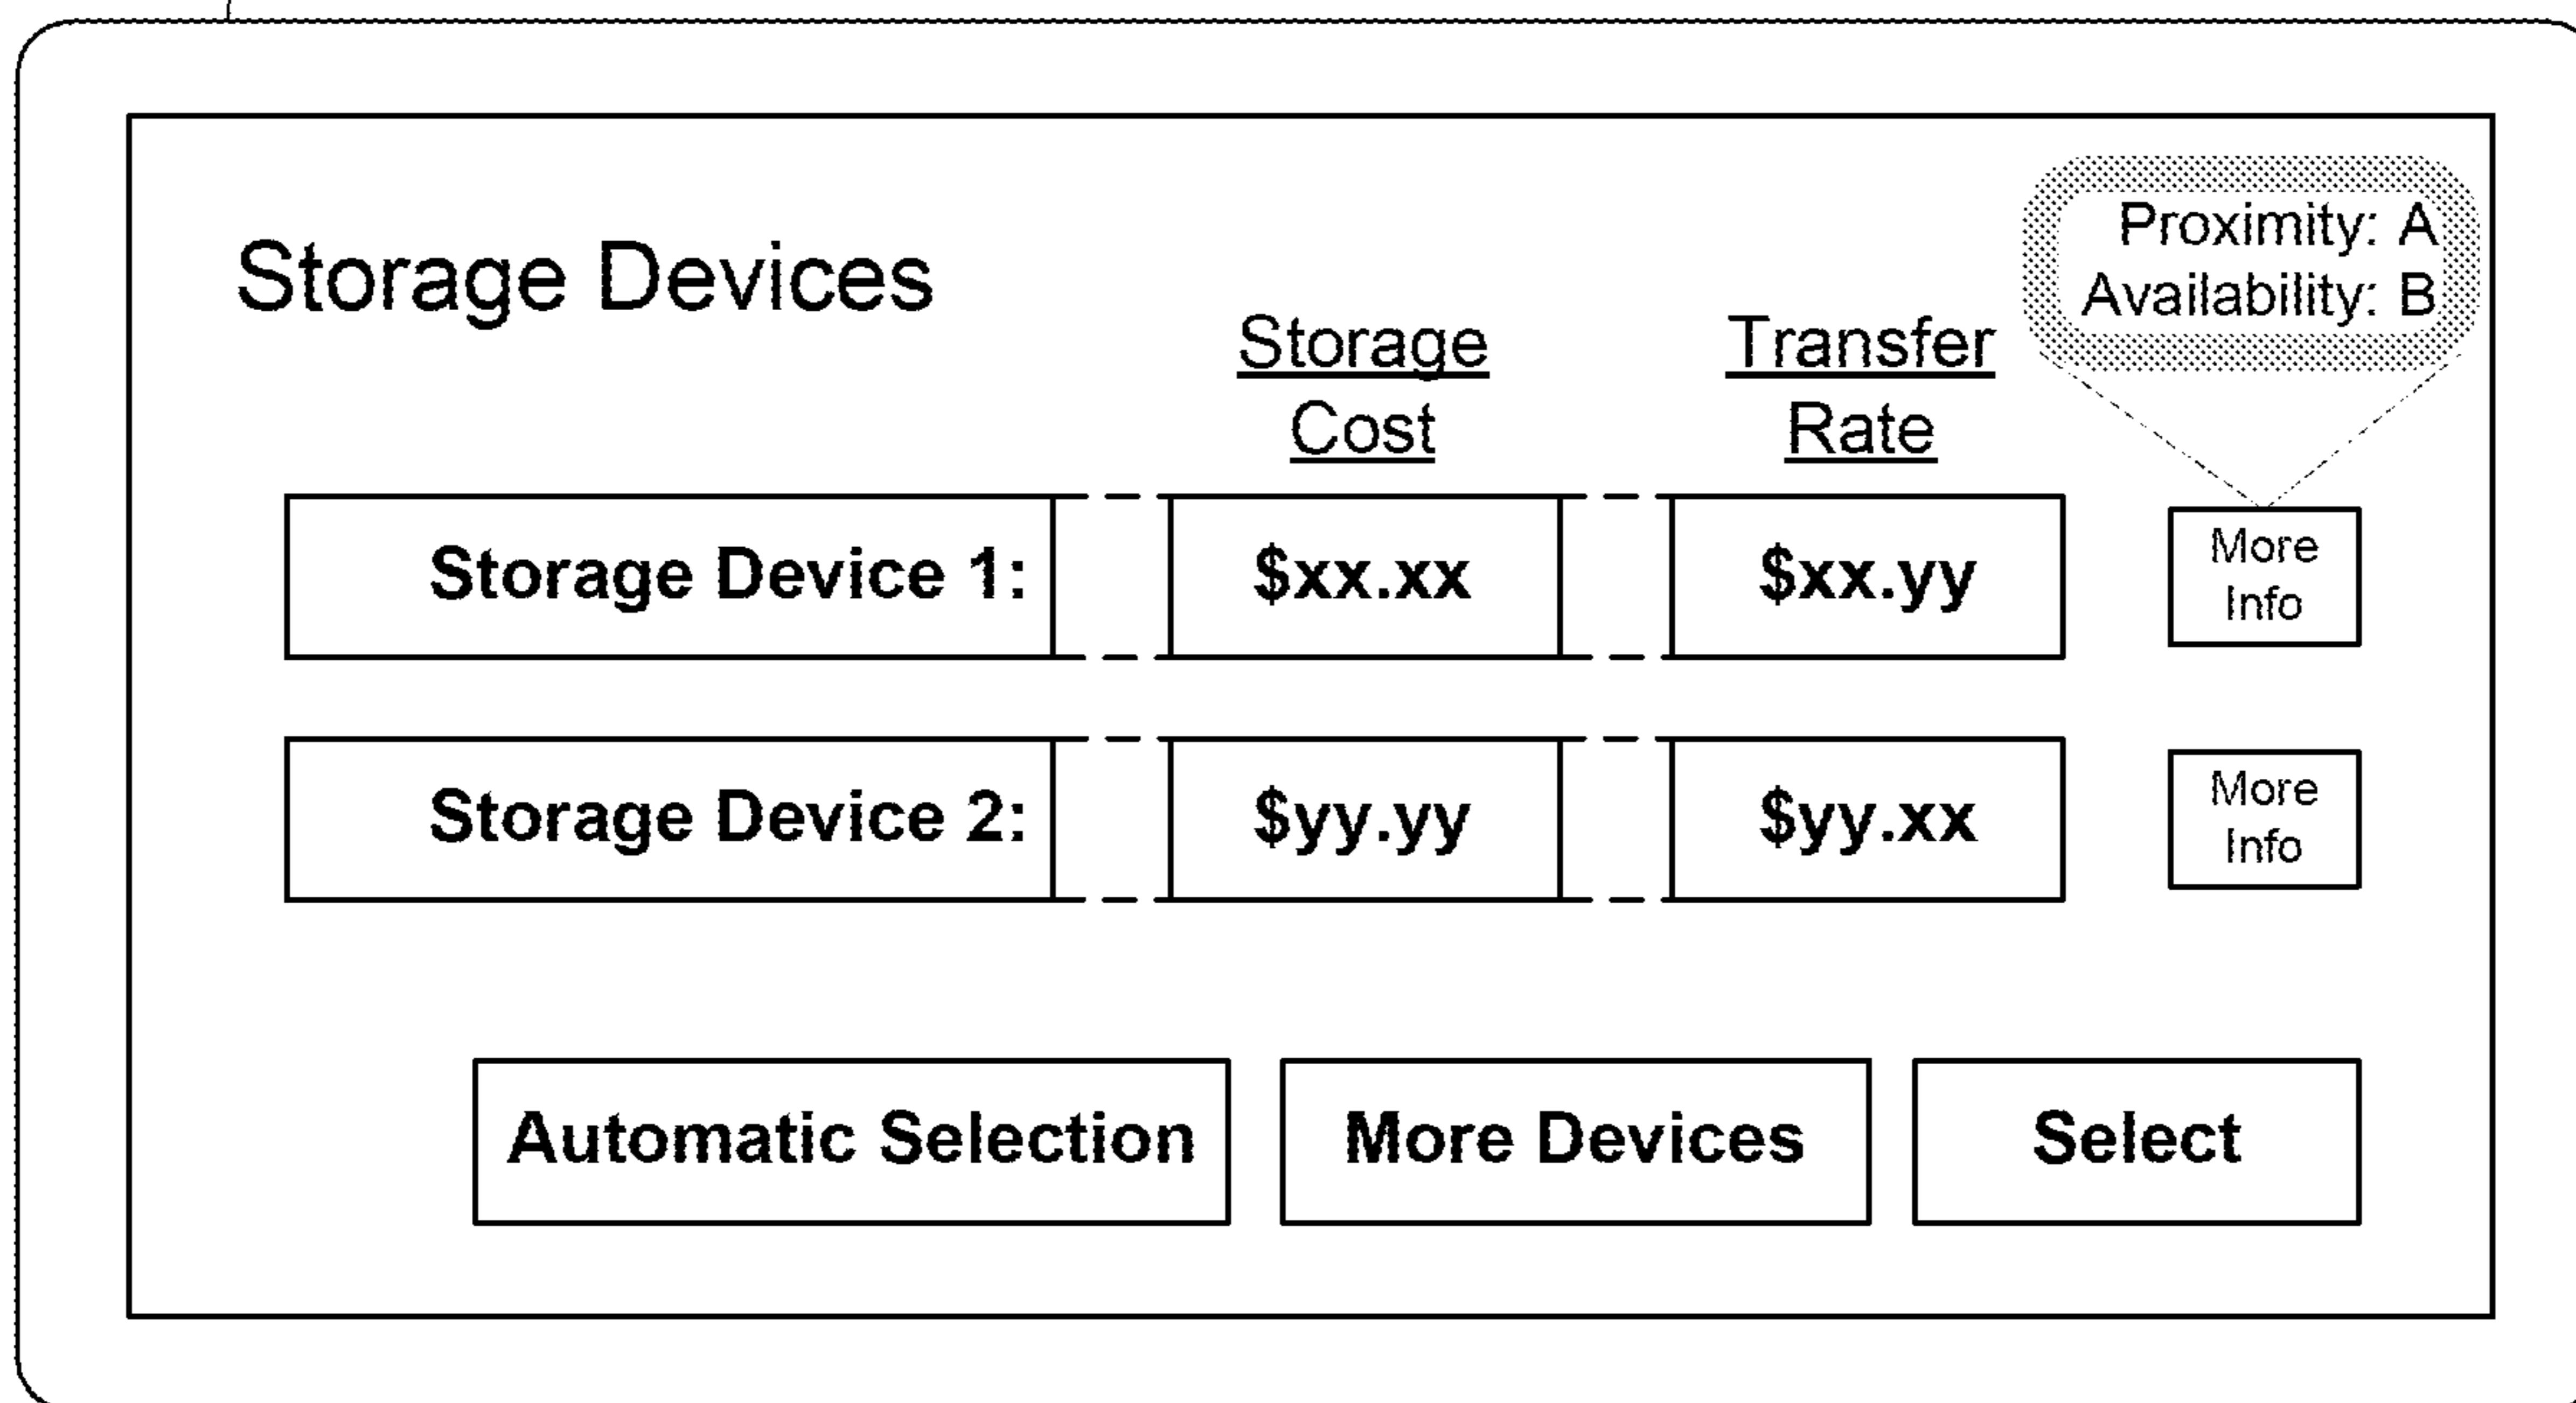 Proximity: A
Availability: B
Storage Devices
Storage
Cost
Transfer
Rate
Storage Device 1:
$xx.xx
$xx.yy
More
Info
Storage Device 2:
$yy.yy
$yy.xx
More
Info
Automatic Selection
More Devices
Select